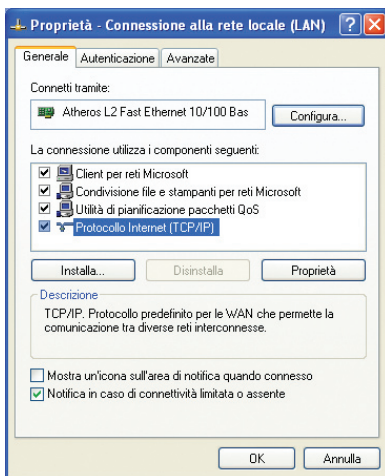 Proprietà - Connessione alla rete locale (LAN)
Generale Autenticazione Avanzate
Connetti tramite:
Atheros L2 Fast Ethernet 10/100 Bas
Configura...
La connessione utilizza i componenti seguenti:
Client per reti Microsoft
Condivisione file e stampanti per reti Microsoft
Utilità di pianificazione pacchetti QoS
Protocollo Internet (TCP/IP)
Installa... Disinstalla Proprietà
Descrizione
TCP/IP. Protocollo predefinito per le WAN che permette la
comunicazione tra diverse reti interconnesse.
Mostra un'icona sull'area di notifica quando connesso
Notifica in caso di connettività limitata o assente
OK Annulla